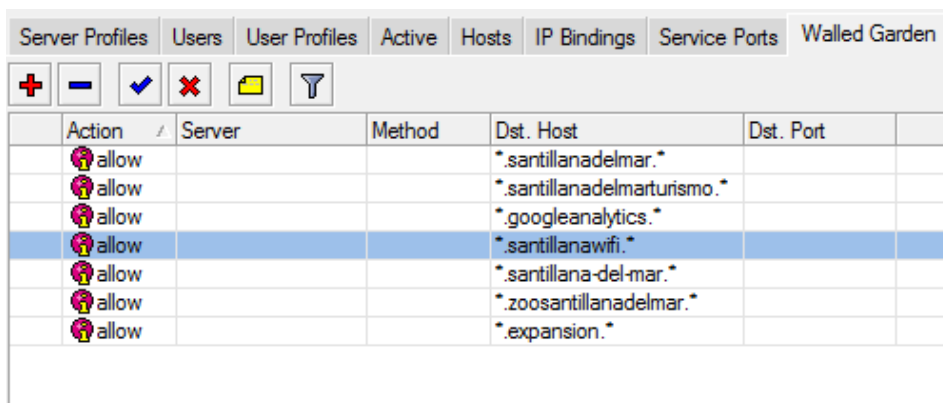 Server Profiles Users User Profiles Active Hosts IP Bindings Service Ports Walled Garden
Action Server Method Dst. Host Dst. Port
allow *.santillanadelmar.*
allow *.santillanadelmarturismo.*
allow *.googleanalytics.*
allow *.santillanawifi.*
allow *.santillana-del-mar.*
allow *.zoosantillanadelmar.*
allow *.expansion.*